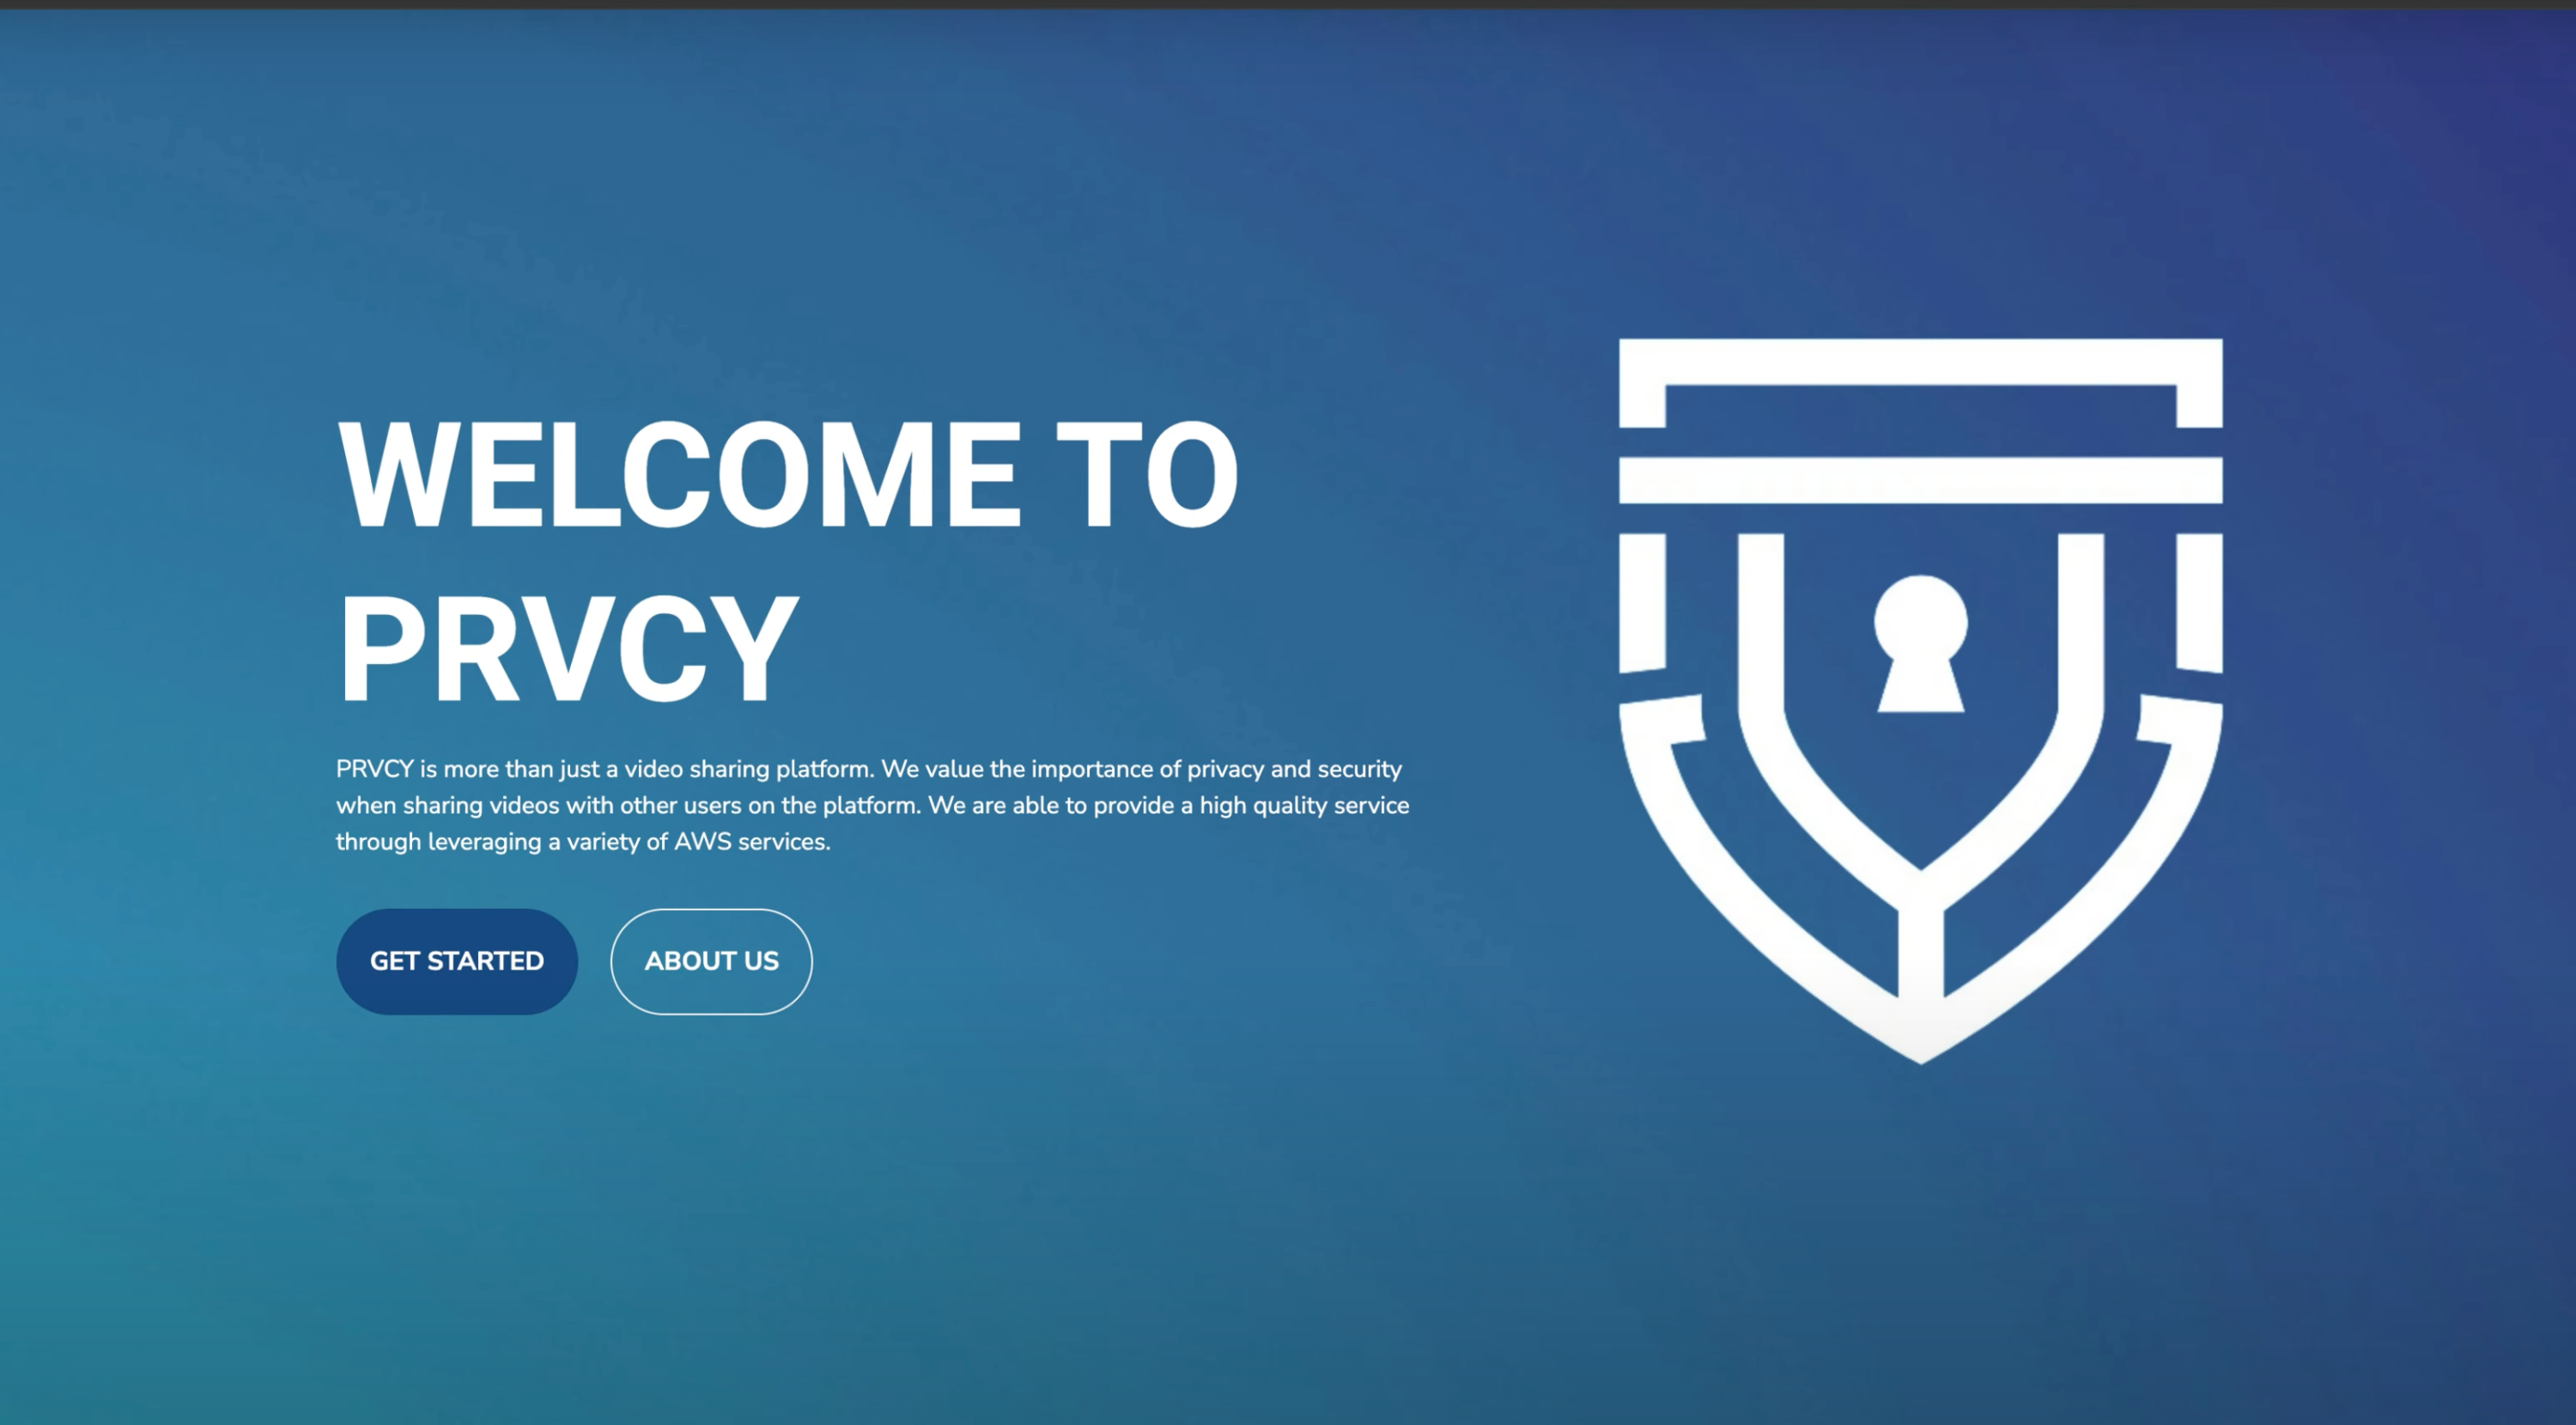 WELCOME TO
PRVCY
PRVCY is more than just a video sharing platform. We value the importance of privacy and security
when sharing videos with other users on the platform. We are able to provide a high quality service
through leveraging a variety of AWS services.
GET STARTED
ABOUT US